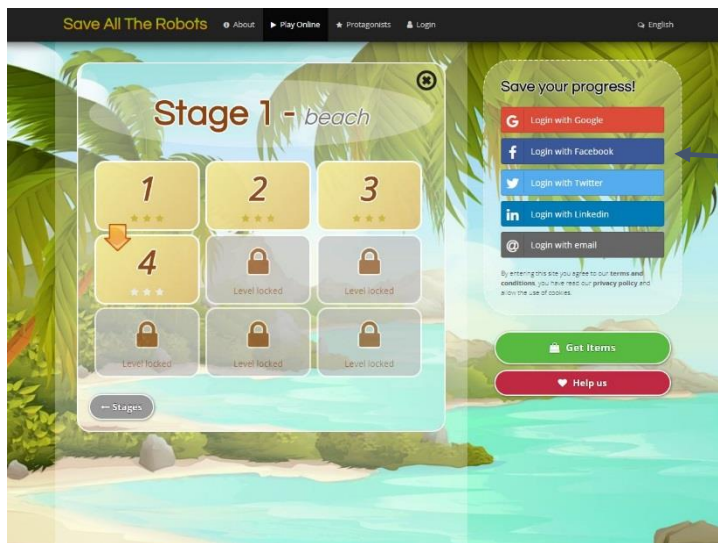 Save All The Robots About Play Online Protagonists Login English
Stage 1 - beach
1 2 3
4 Level locked Level locked
Level locked Level locked Level locked
Stages
Save your progress!
Login with Google
Login with Facebook
Login with Twitter
Login with Linkedin
@ Login with email
By entering this site you agree to our terms and
conditions, you have read our privacy policy and
allow the use of cookies
Get Items
Help us